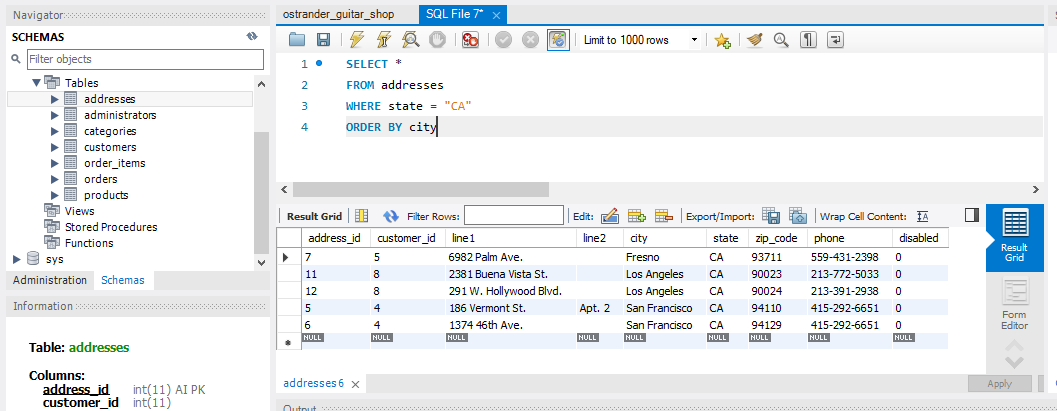 Navigator
SCHEMAS
Filter objects
Tables
addresses
administrators
categories
customers
order_items
orders
products
Views
Stored Procedures
Functions
sys
Administration Schemas
Information
Table: addresses
Columns:
address_id int(11) AI PK
customer_id int(11)
ostrander_guitar_shop SQL File 7*
Limit to 1000 rows
1 SELECT *
2 FROM addresses
3 WHERE state = "CA"
4 ORDER BY city
Result Grid Filter Rows: Edit: Export/Import: Wrap Cell Content:
address_id customer_id line1 line2 city state zip_code phone disabled
7 5 6982 Palm Ave. Fresno CA 93711 559-431-2398 0
11 8 2381 Buena Vista St. Los Angeles CA 90023 213-772-5033 0
12 8 291 W. Hollywood Blvd. Los Angeles CA 90024 213-391-2938 0
5 4 186 Vermont St. Apt. 2 San Francisco CA 94110 415-292-6651 0
6 4 1374 46th Ave. San Francisco CA 94129 415-292-6651 0
NULL NULL NULL NULL NULL NULL NULL NULL NULL
Result
Grid
Form
Editor
addresses 6
Apply
Output